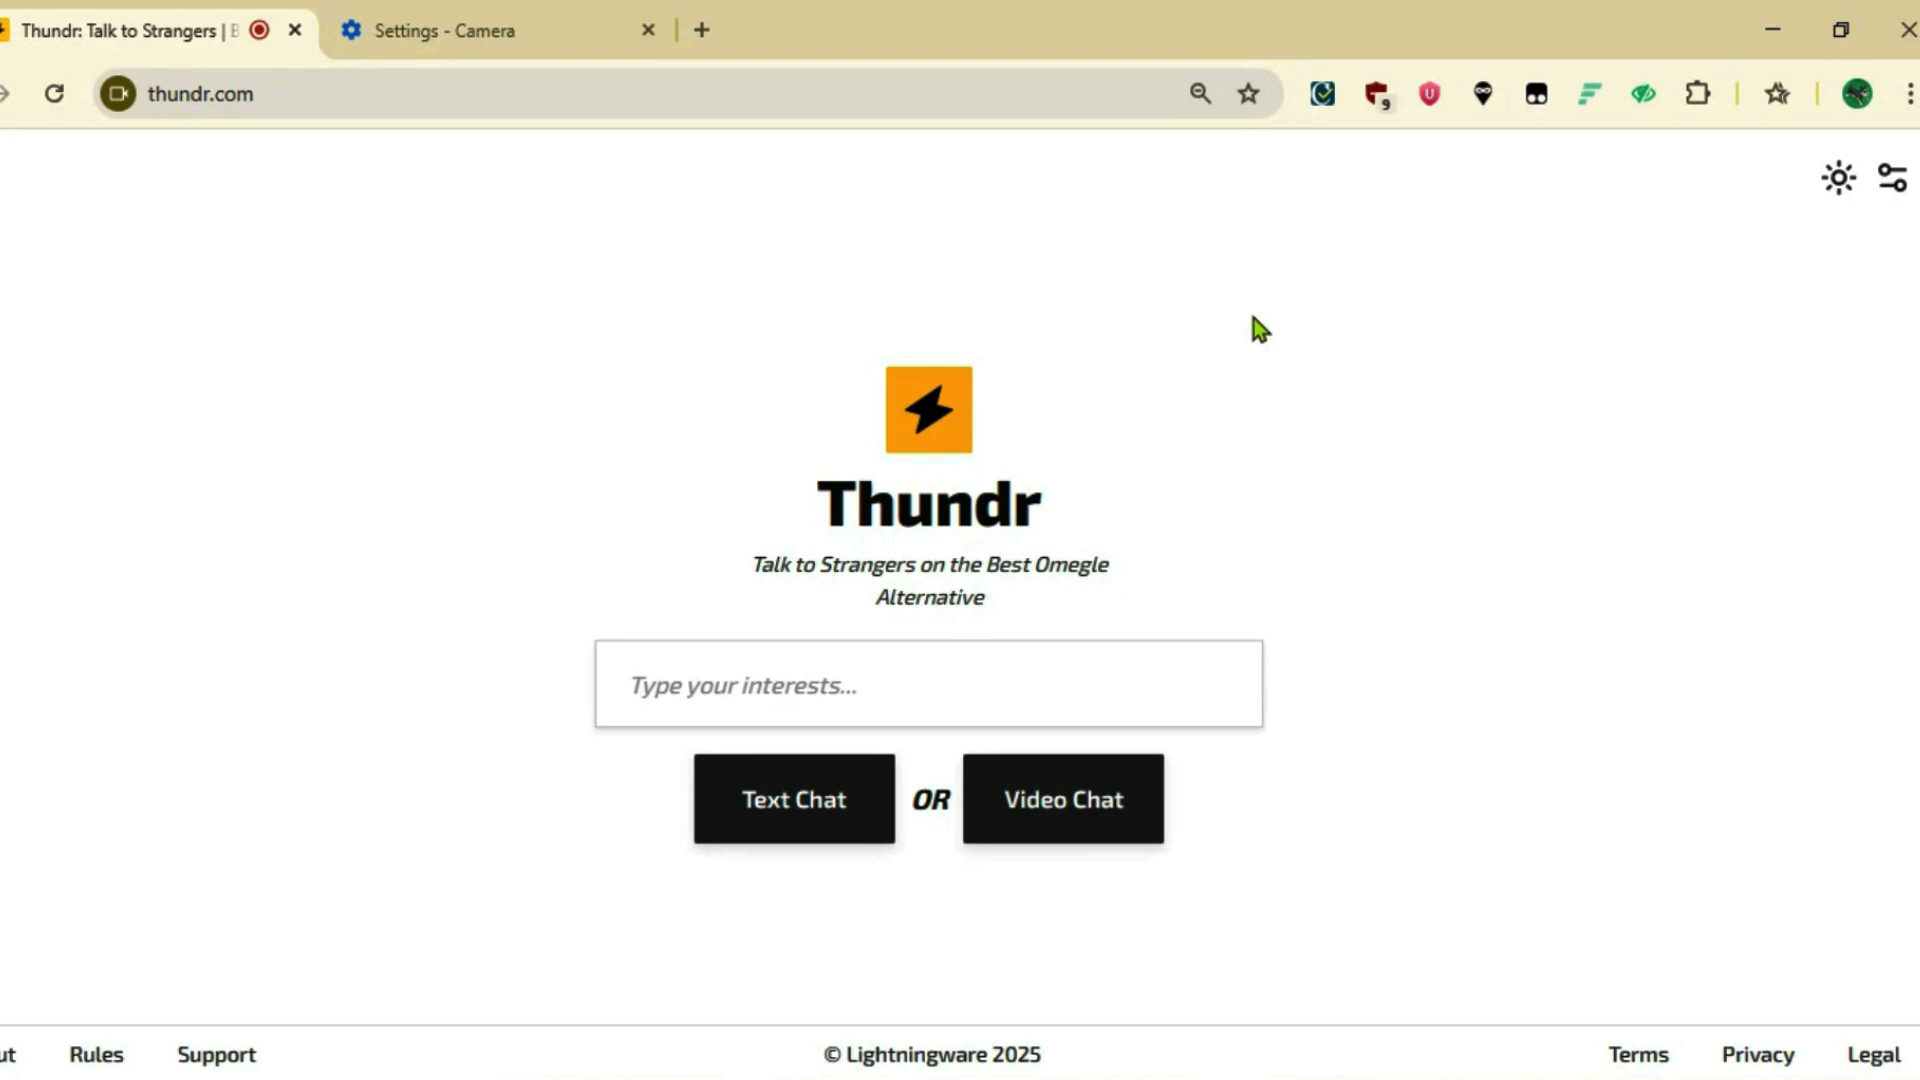 Thundr: Talk to Strangers |
Settings - Camera
thundr.com
9
Thundr
Talk to Strangers on the Best Omegle
Alternative
Type your interests...
Text Chat
OR
Video Chat
ut
Rules
Support
© Lightningware 2025
Terms
Privacy
Legal